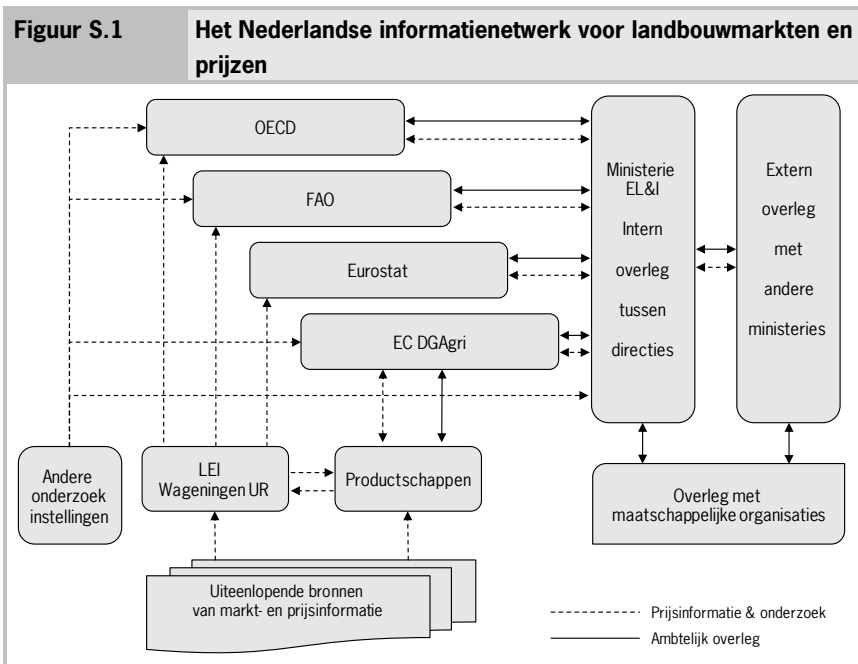 Figuur S.1
Het Nederlandse informatienetwerk voor landbouwmarkten en
prijzen
OECD
FAO
Eurostat
EC DGAgri
Ministerie
EL&I
Intern
overleg
tussen
directies
Extern
overleg
met
andere
ministeries
Andere
onderzoek
instellingen
LEI
Wageningen UR
Productschappen
Overleg met
maatschappelijke organisaties
Uiteenlopende bronnen
van markt- en prijsinformatie
Prijsinformatie & onderzoek
Ambtelijk overleg